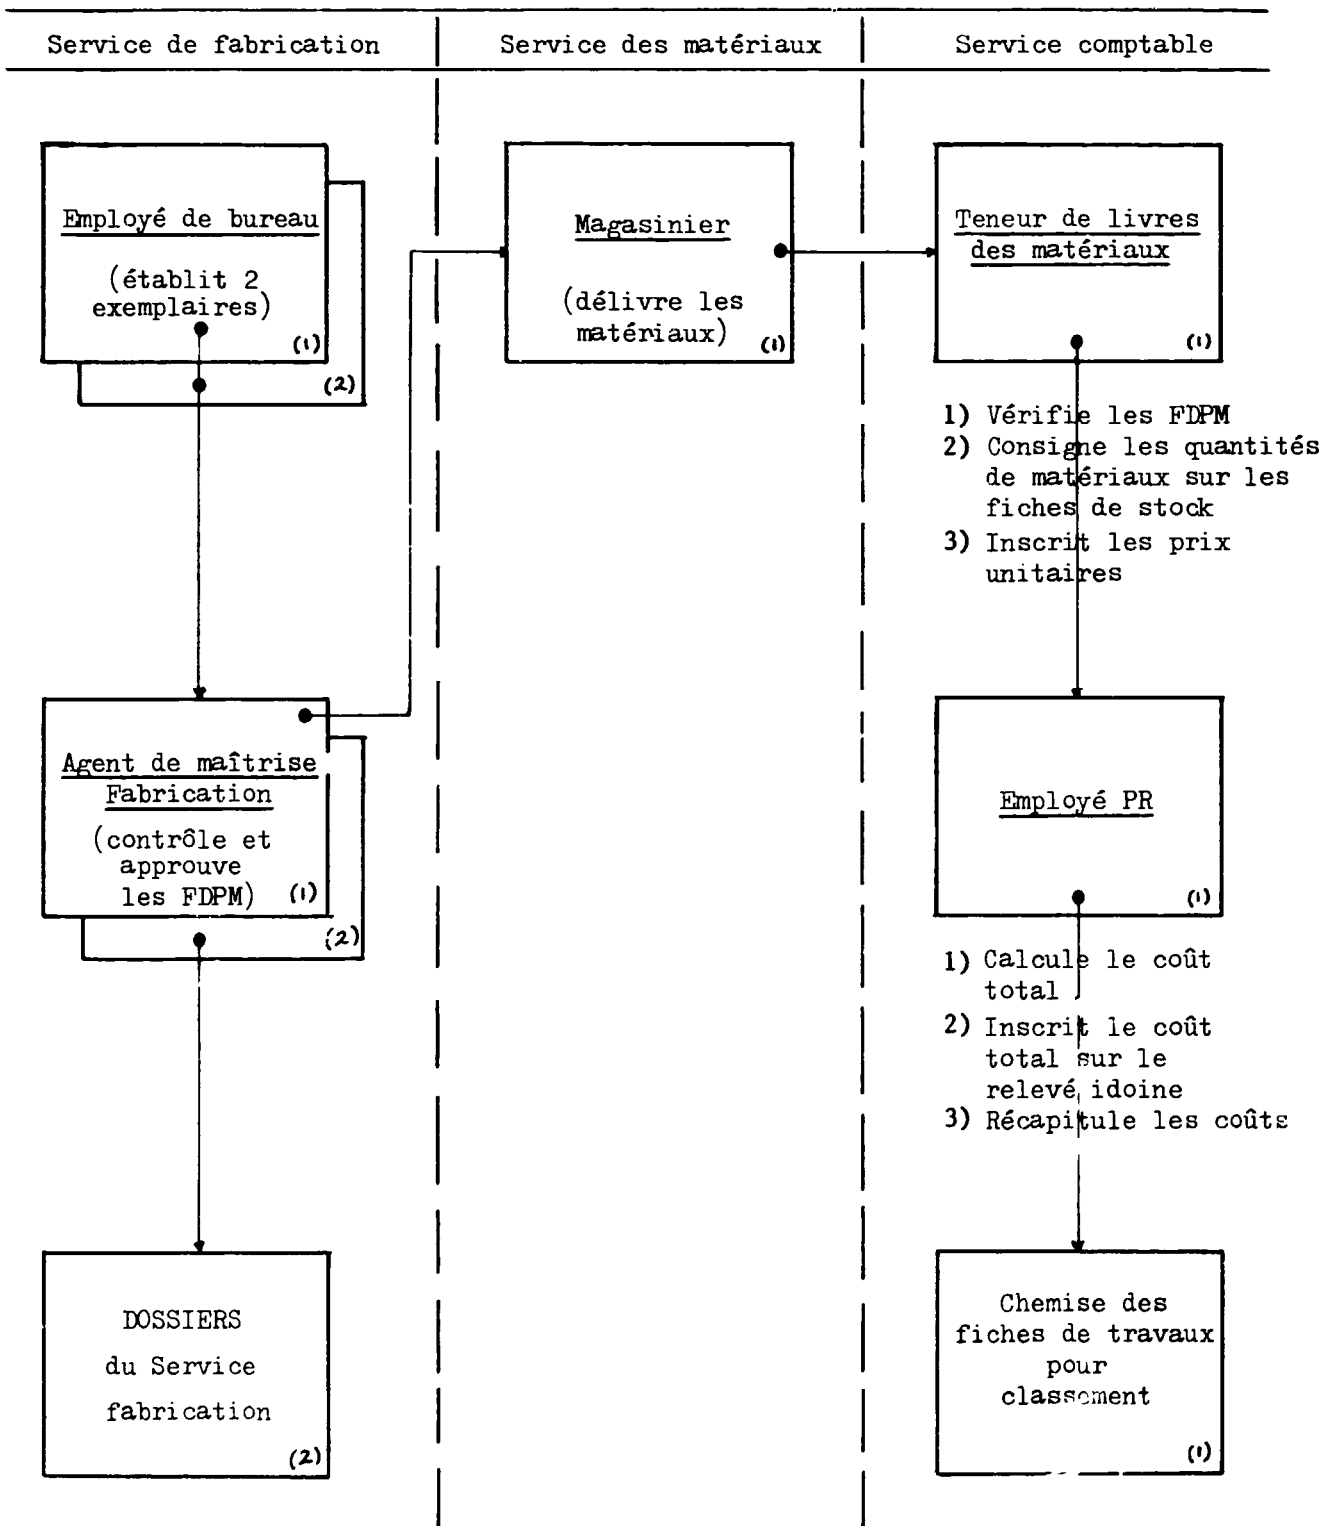 Service de fabrication
Service des matériaux
Service comptable
Employé de bureau
(établit 2
exemplaires)
(1)
(2)
Agent de maîtrise
Fabrication
(contrôle et
approuve
les FDPM)
(1)
(2)
DOSSIERS
du Service
fabrication
(2)
Magasinier
(délivre les
matériaux)
(1)
Teneur de livres
des matériaux
(1)
1) Vérifie les FDPM
2) Consigne les quantités
de matériaux sur les
fiches de stock
3) Inscrit les prix
unitaires
Employé PR
(1)
1) Calcule le coût
total
2) Inscrit le coût
total sur le
relevé idoine
3) Récapitule les coûts
Chemise des
fiches de travaux
pour
classement
(1)